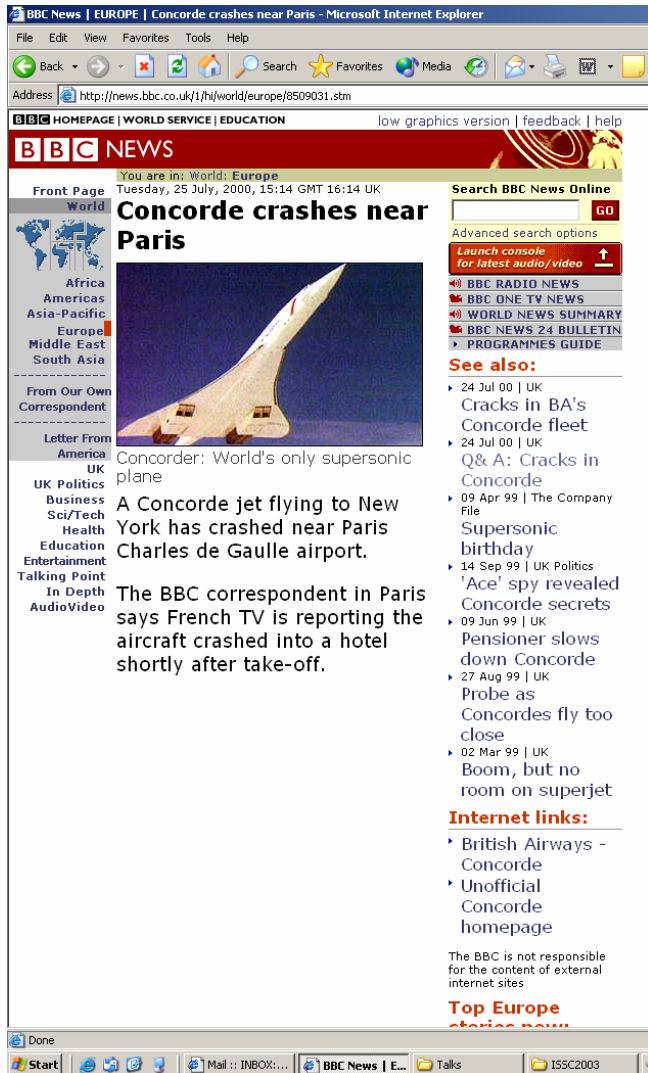 BBC News | EUROPE | Concorde crashes near Paris - Microsoft Internet Explorer
File Edit View Favorites Tools Help
Back Search Favorites Media
Address http://news.bbc.co.uk/1/hi/world/europe/8509031.stm
BBC HOMEPAGE | WORLD SERVICE | EDUCATION
low graphics version | feedback | help
BBC NEWS
You are in: World: Europe
Front Page
World
Africa
Americas
Asia-Pacific
Europe
Middle East
South Asia
------------
From Our Own
Correspondent
------------
Letter From
America
UK
UK Politics
Business
Sci/Tech
Health
Education
Entertainment
Talking Point
In Depth
AudioVideo
Tuesday, 25 July, 2000, 15:14 GMT 16:14 UK
Concorde crashes near
Paris
Concorder: World's only supersonic
plane
A Concorde jet flying to New
York has crashed near Paris
Charles de Gaulle airport.
The BBC correspondent in Paris
says French TV is reporting the
aircraft crashed into a hotel
shortly after take-off.
Search BBC News Online
GO
Advanced search options
Launch console
for latest audio/video
BBC RADIO NEWS
BBC ONE TV NEWS
WORLD NEWS SUMMARY
BBC NEWS 24 BULLETIN
PROGRAMMES GUIDE
See also:
24 Jul 00 | UK
Cracks in BA's
Concorde fleet
24 Jul 00 | UK
Q& A: Cracks in
Concorde
09 Apr 99 | The Company
File
Supersonic
birthday
14 Sep 99 | UK Politics
'Ace' spy revealed
Concorde secrets
09 Jun 99 | UK
Pensioner slows
down Concorde
27 Aug 99 | UK
Probe as
Concordes fly too
close
02 Mar 99 | UK
Boom, but no
room on superjet
Internet links:
British Airways -
Concorde
Unofficial
Concorde
homepage
The BBC is not responsible
for the content of external
internet sites
Top Europe
stories now:
Done
Start Mail :: INBOX:... BBC News | E... Talks ISSC2003